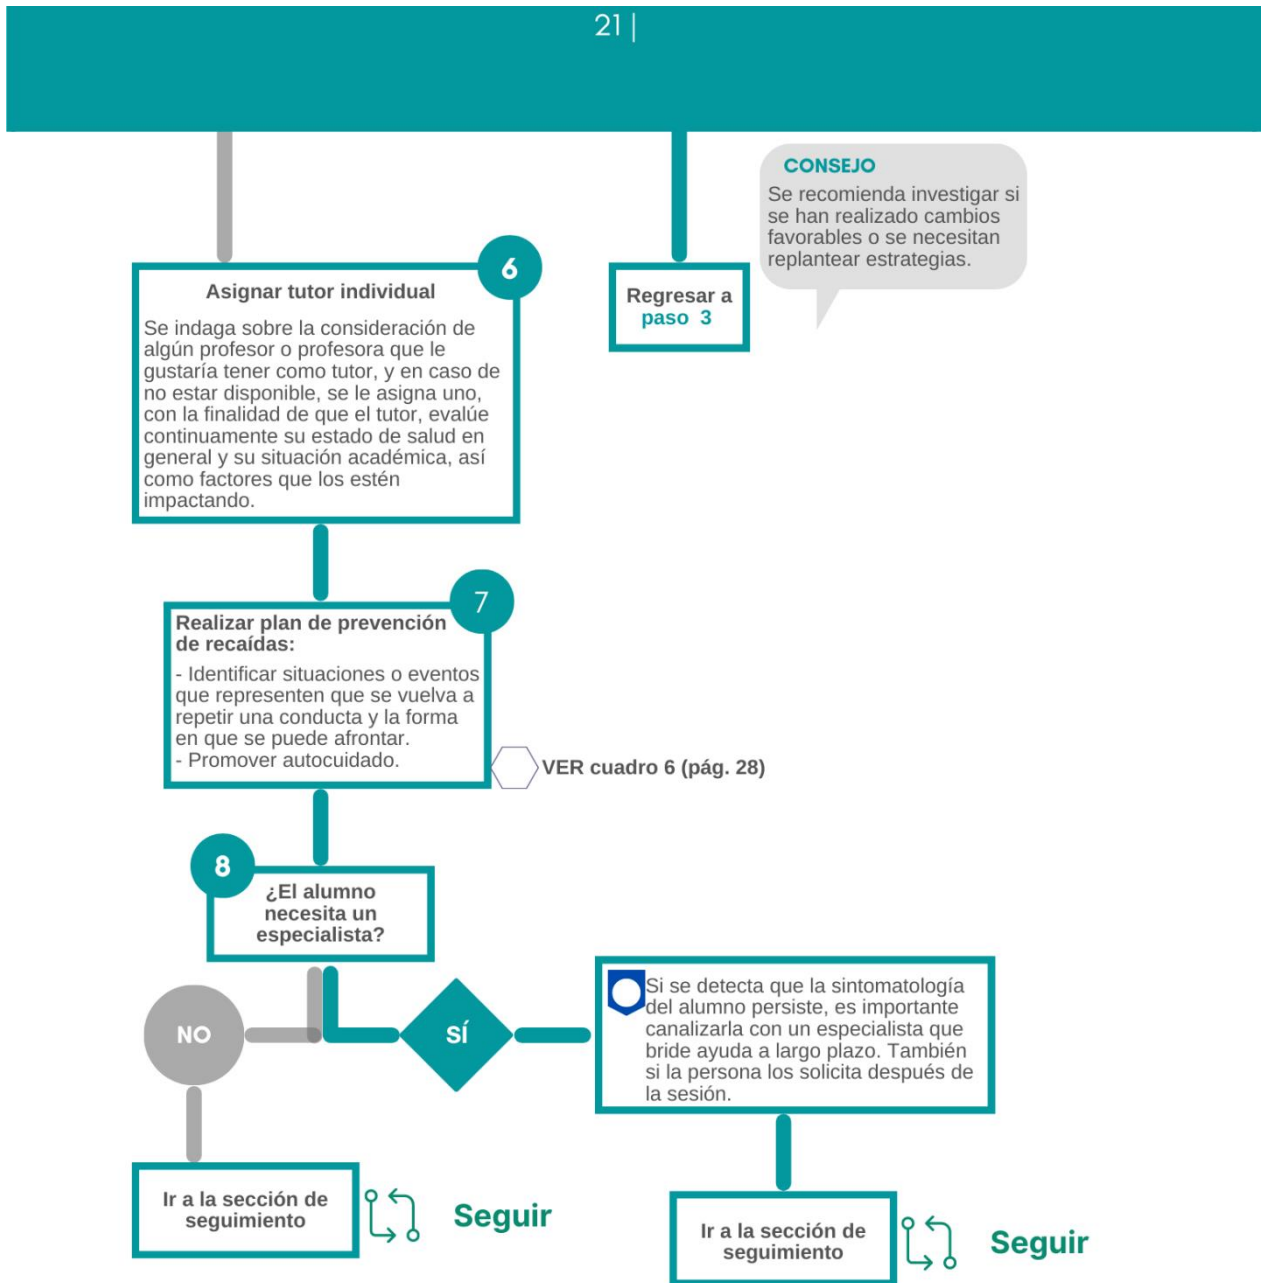 21 |
CONSEJO
Se recomienda investigar si
se han realizado cambios
favorables o se necesitan
replantear estrategias.
6
Asignar tutor individual
Se indaga sobre la consideración de
algún profesor o profesora que le
gustaría tener como tutor, y en caso de
no estar disponible, se le asigna uno,
con la finalidad de que el tutor, evalúe
continuamente su estado de salud en
general y su situación académica, así
como factores que los estén
impactando.
Regresar a
paso 3
7
Realizar plan de prevención
de recaídas:
- Identificar situaciones o eventos
que representen que se vuelva a
repetir una conducta y la forma
en que se puede afrontar.
- Promover autocuidado.
VER cuadro 6 (pág. 28)
8
¿El alumno
necesita un
especialista?
NO
SÍ
Si se detecta que la sintomatología
del alumno persiste, es importante
canalizarla con un especialista que
bride ayuda a largo plazo. También
si la persona los solicita después de
la sesión.
Ir a la sección de
seguimiento
Seguir
Ir a la sección de
seguimiento
Seguir